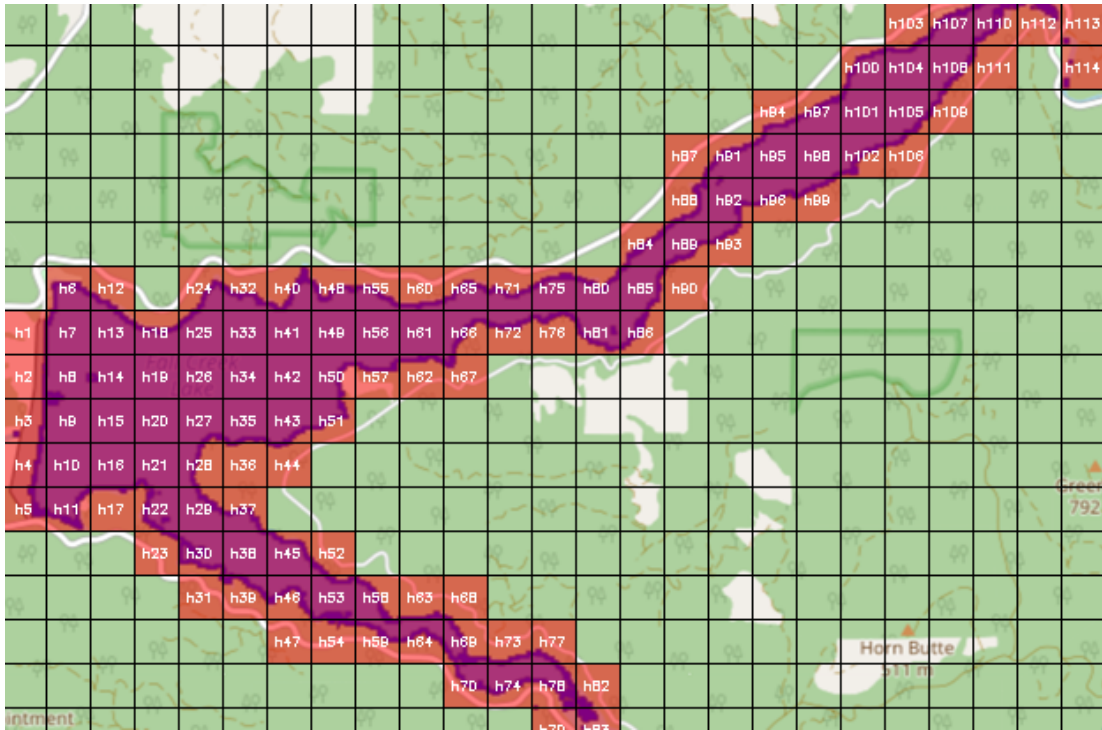 h103 h107 h110 h112 h113
h100 h104 h108 h111 h114
h94 h97 h101 h105 h109
h87 h91 h95 h98 h102 h106
h88 h92 h96 h99
h84 h89 h93
h6 h12 h24 h32 h40 h48 h55 h60 h65 h71 h75 h80 h85 h90
h1 h7 h13 h18 h25 h33 h41 h49 h56 h61 h66 h72 h76 h81 h86
Fall Creek
h2 h8 h14 h19 h26 h34 h42 h50 h57 h62 h67
Lake
h3 h9 h15 h20 h27 h35 h43 h51
h4 h10 h16 h21 h28 h36 h44
Green
792
h5 h11 h17 h22 h29 h37
h23 h30 h38 h45 h52
h31 h39 h46 h53 h58 h63 h68
h47 h54 h59 h64 h69 h73 h77
Horn Butte
511 m
h70 h74 h78 h82
intment
h79 h83